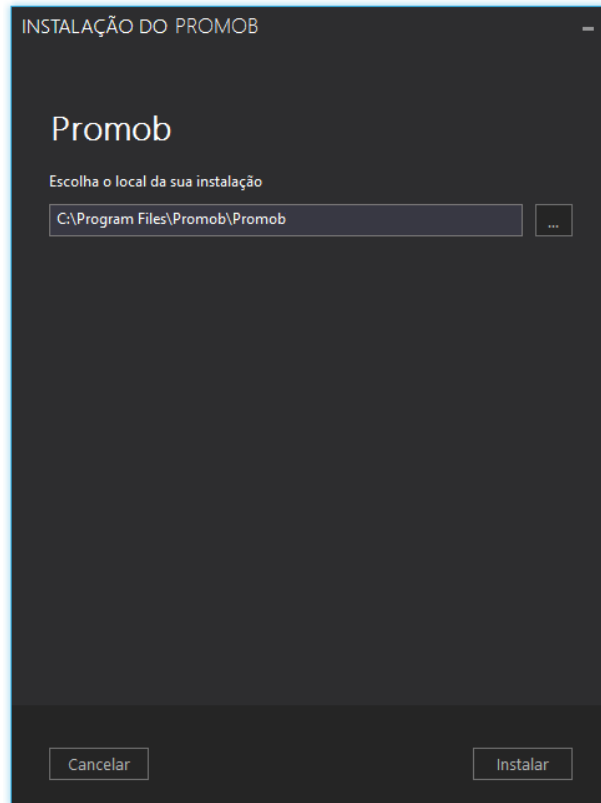 INSTALAÇÃO DO PROMOB
Promob
Escolha o local da sua instalação
C:\Program Files\Promob\Promob
...
Cancelar
Instalar